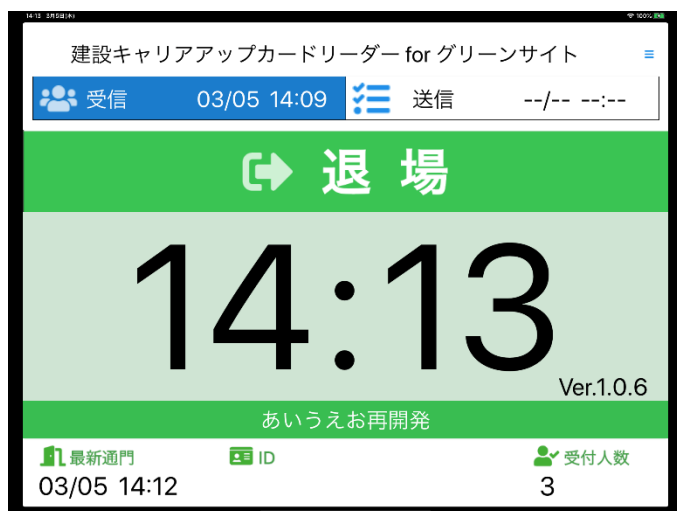 14:13 3月5日(木)
100%
建設キャリアアップカードリーダー for グリーンサイト
受信 03/05 14:09 送信 --/-- --:--
退 場
14:13
Ver.1.0.6
あいうえお再開発
最新通門 ID 受付人数
03/05 14:12 3